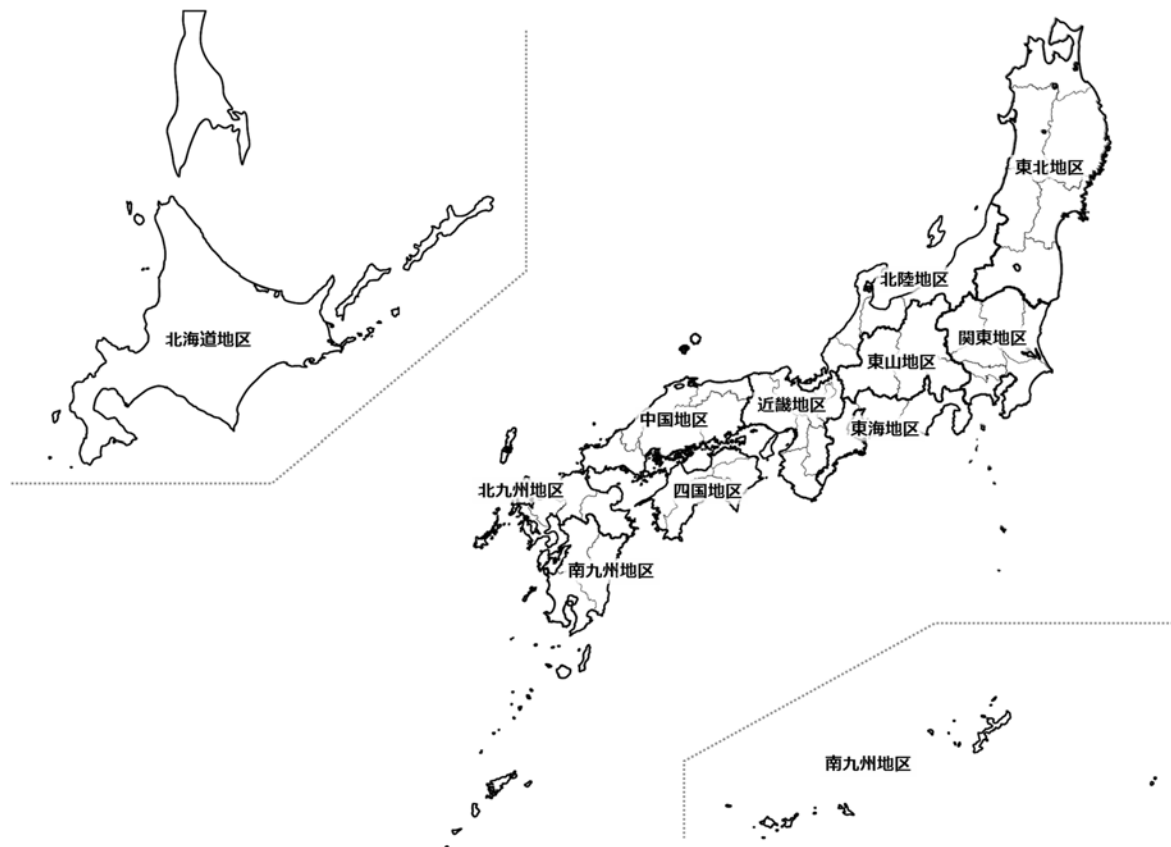 東北地区
北陸地区
北海道地区
関東地区
東山地区
近畿地区
中国地区
東海地区
北九州地区
四国地区
南九州地区
南九州地区